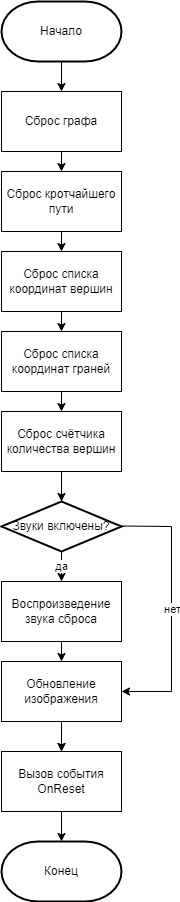 Начало
Сброс графа
Сброс кротчайшего
пути
Сброс списка
координат вершин
Сброс списка
координат граней
Сброс счётчика
количества вершин
Звуки включены?
да
нет
Воспроизведение
звука сброса
Обновление
изображения
Вызов события
OnReset
Конец